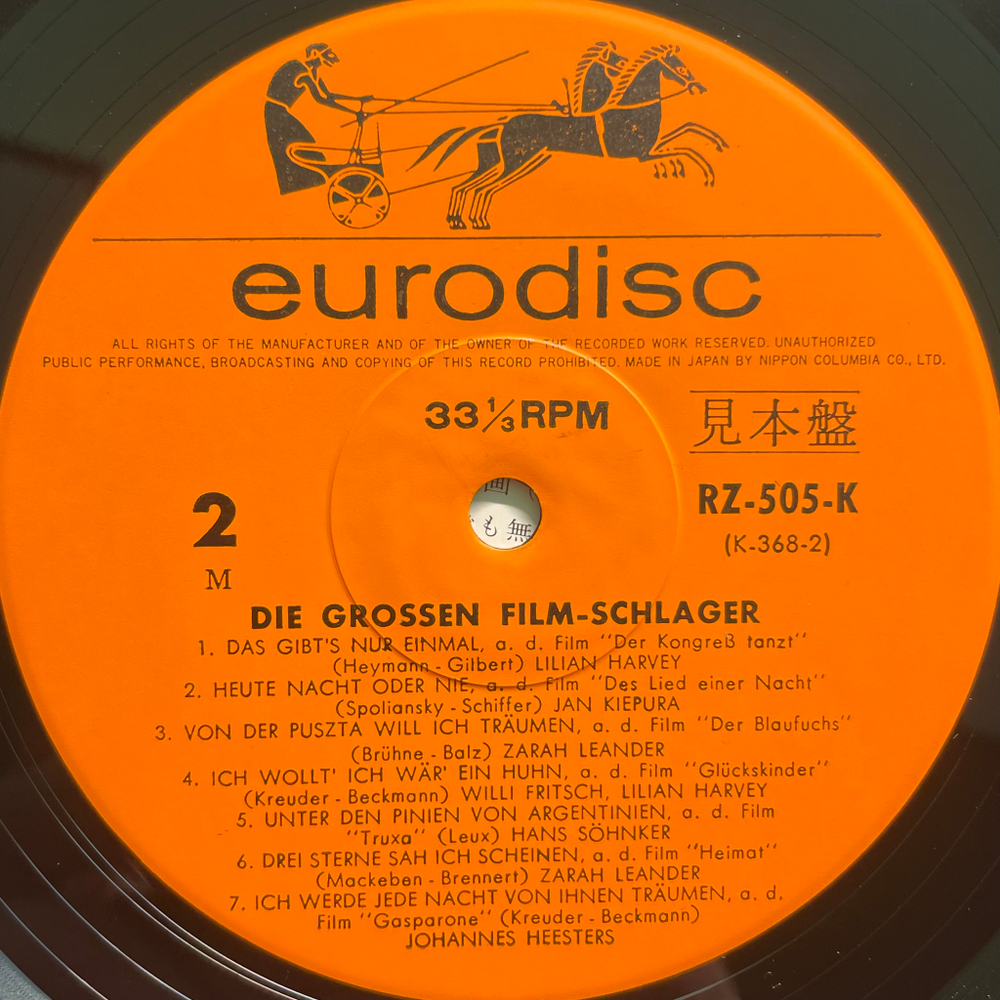 eurodisc
ALL RIGHTS OF THE MANUFACTURER AND OF THE OWNER OF THE RECORDED WORK RESERVED. UNAUTHORIZED
PUBLIC PERFORMANCE, BROADCASTING AND COPYING OF THIS RECORD PROHIBITED. MADE IN JAPAN BY NIPPON COLUMBIA CO., LTD.
33 1/3 RPM
見本盤
RZ-505-K
(K-368-2)
2
M
画
も無
DIE GROSSEN FILM-SCHLAGER
1. DAS GIBT'S NUR EINMAL, a. d. Film "Der Kongreß tanzt"
(Heymann - Gilbert) LILIAN HARVEY
2. HEUTE NACHT ODER NIE, a. d. Film "Des Lied einer Nacht"
(Spoliansky - Schiffer) JAN KIEPURA
3. VON DER PUSZTA WILL ICH TRÄUMEN, a. d. Film "Der Blaufuchs"
(Brühne - Balz) ZARAH LEANDER
4. ICH WOLLT' ICH WÄR' EIN HUHN, a. d. Film "Glückskinder"
(Kreuder - Beckmann) WILLI FRITSCH, LILIAN HARVEY
5. UNTER DEN PINIEN VON ARGENTINIEN, a. d. Film
"Truxa" (Leux) HANS SÖHNKER
6. DREI STERNE SAH ICH SCHEINEN, a. d. Film "Heimat"
(Mackeben - Brennert) ZARAH LEANDER
7. ICH WERDE JEDE NACHT VON IHNEN TRÄUMEN, a. d.
Film "Gasparone" (Kreuder - Beckmann)
JOHANNES HEESTERS